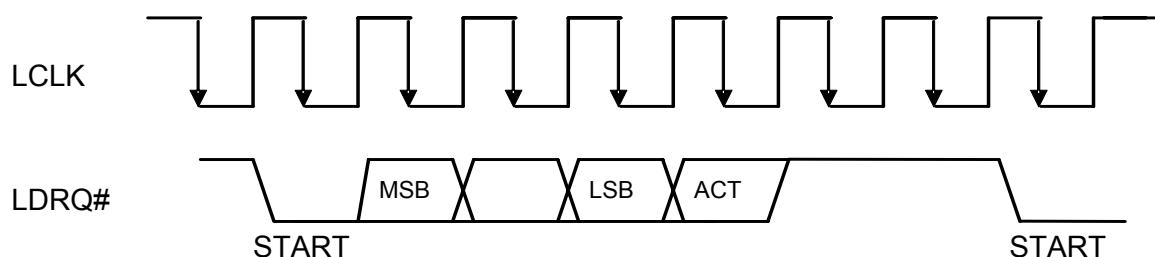 LCLK
LDRQ#
MSB
LSB
ACT
START
START